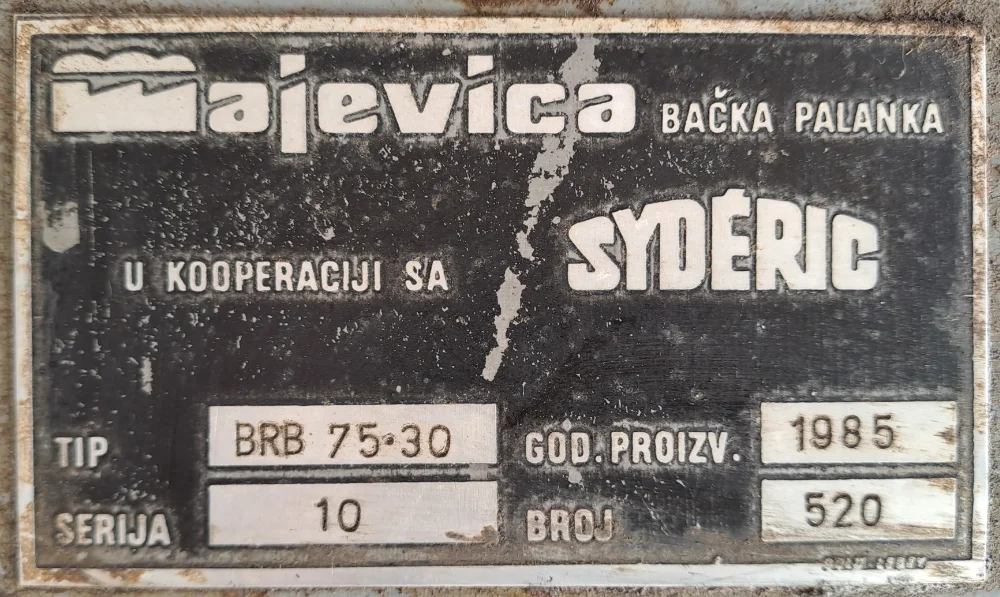 Majevica BAČKA PALANKA
U KOOPERACIJI SA SYDÉRIC
TIP BRB 75•30 GOD. PROIZV. 1985
SERIJA 10 BROJ 520